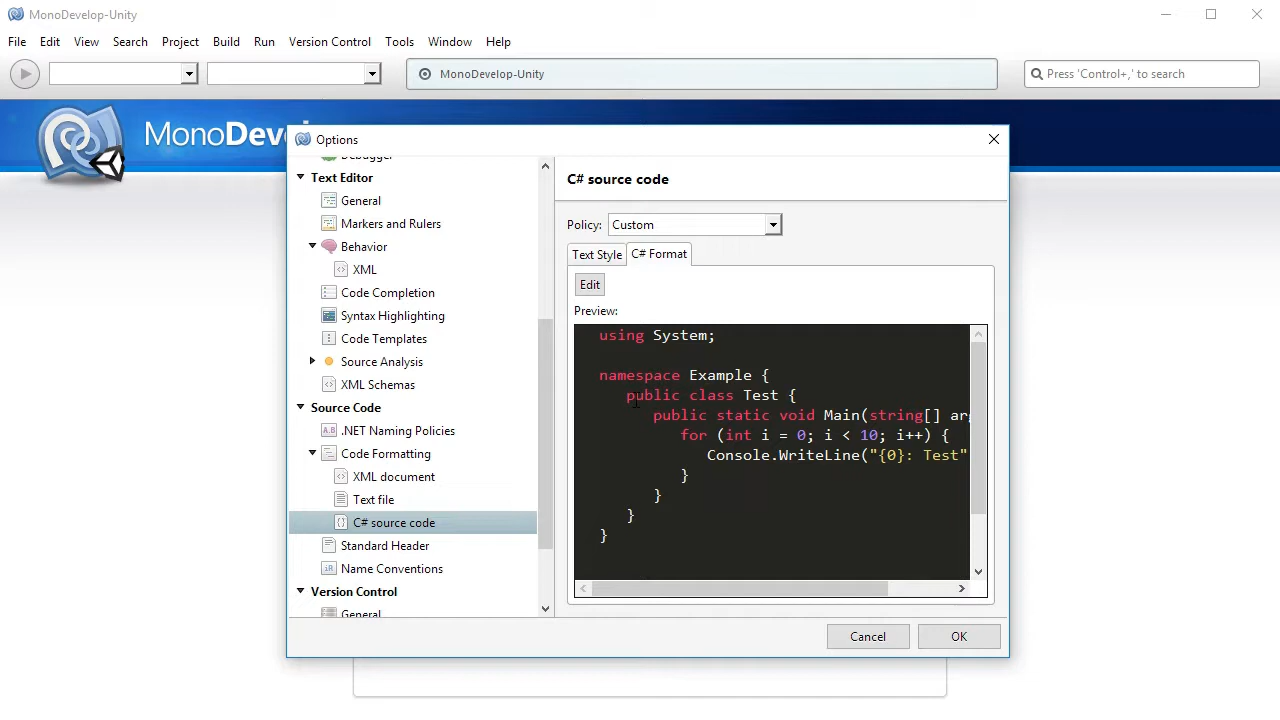 MonoDevelop-Unity
File Edit View Search Project Build Run Version Control Tools Window Help
MonoDevelop-Unity
Press 'Control+,' to search
Options
Debugger
Text Editor
General
Markers and Rulers
Behavior
XML
Code Completion
Syntax Highlighting
Code Templates
Source Analysis
XML Schemas
Source Code
A.B .NET Naming Policies
Code Formatting
XML document
Text file
C# source code
Standard Header
iR Name Conventions
Version Control
General
C# source code
Policy: Custom
Text Style C# Format
Edit
Preview:
using System;
namespace Example {
public class Test {
public static void Main(string[]
for (int i = 0; i < 10; i++) {
Console.WriteLine("{0}: Test"
}
}
}
}
Cancel OK